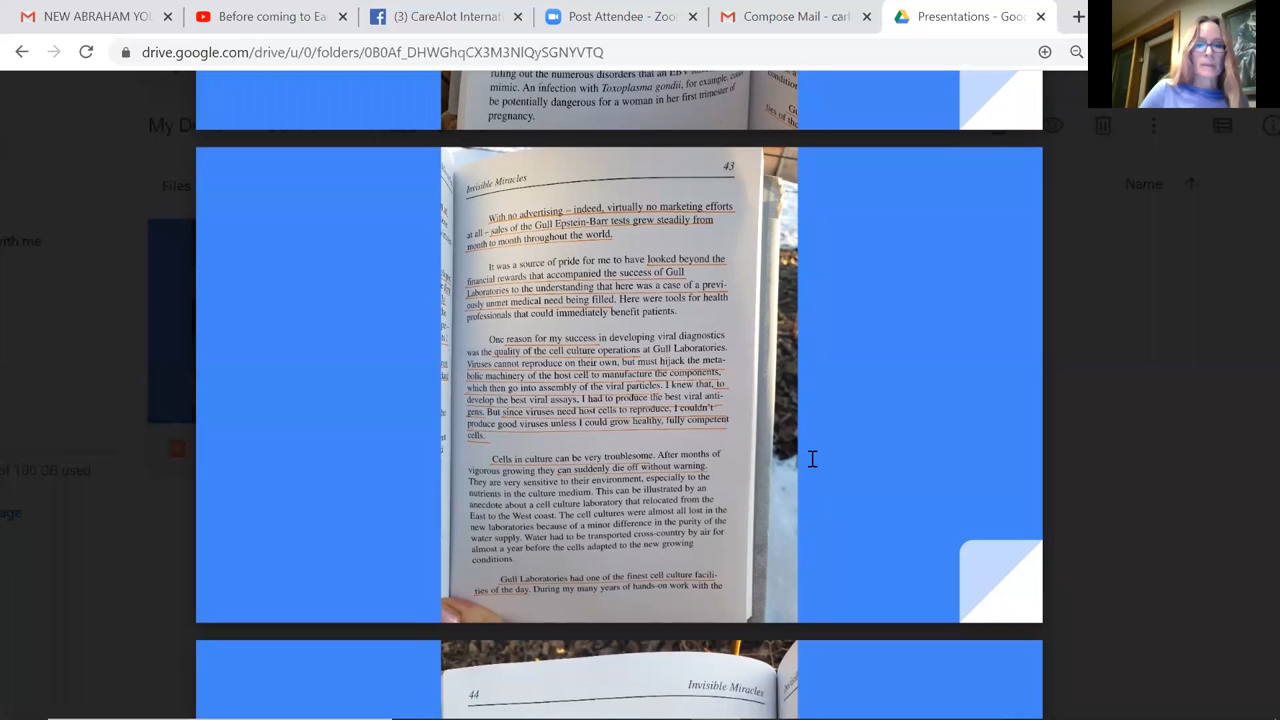 NEW ABRAHAM YO
Before coming to Ea
(3) CareAlot Internat
Post Attendee - Zoo
Compose Mail - carl
Presentations - Goo
drive.google.com/drive/u/0/folders/0B0Af_DHWGhqCX3M3NlQySGNYVTQ
ruling out the numerous disorders that an EBV
mimic. An infection with Toxoplasma gondii, for example, could
be potentially dangerous for a woman in her first trimester of
pregnancy.
conditio
ties of the
My D
Files
Name
ith me
of 100 GB used
age
Invisible Miracles
43
With no advertising – indeed, virtually no marketing efforts
at all – sales of the Gull Epstein-Barr tests grew steadily from
month to month throughout the world.
It was a source of pride for me to have looked beyond the
financial rewards that accompanied the success of Gull
Laboratories to the understanding that here was a case of a previ-
ously unmet medical need being filled. Here were tools for health
professionals that could immediately benefit patients.
One reason for my success in developing viral diagnostics
was the quality of the cell culture operations at Gull Laboratories.
Viruses cannot reproduce on their own, but must hijack the meta-
bolic machinery of the host cell to manufacture the components,
which then go into assembly of the viral particles. I knew that, to
develop the best viral assays, I had to produce the best viral anti-
gens. But since viruses need host cells to reproduce, I couldn't
produce good viruses unless I could grow healthy, fully competent
cells.
Cells in culture can be very troublesome. After months of
vigorous growing they can suddenly die off without warning.
They are very sensitive to their environment, especially to the
nutrients in the culture medium. This can be illustrated by an
anecdote about a cell culture laboratory that relocated from the
East to the West coast. The cell cultures were almost all lost in the
new laboratories because of a minor difference in the purity of the
water supply. Water had to be transported cross-country by air for
almost a year before the cells adapted to the new growing
conditions.
Gull Laboratories had one of the finest cell culture facili-
ties of the day. During my many years of hands-on work with the
44
Invisible Miracles